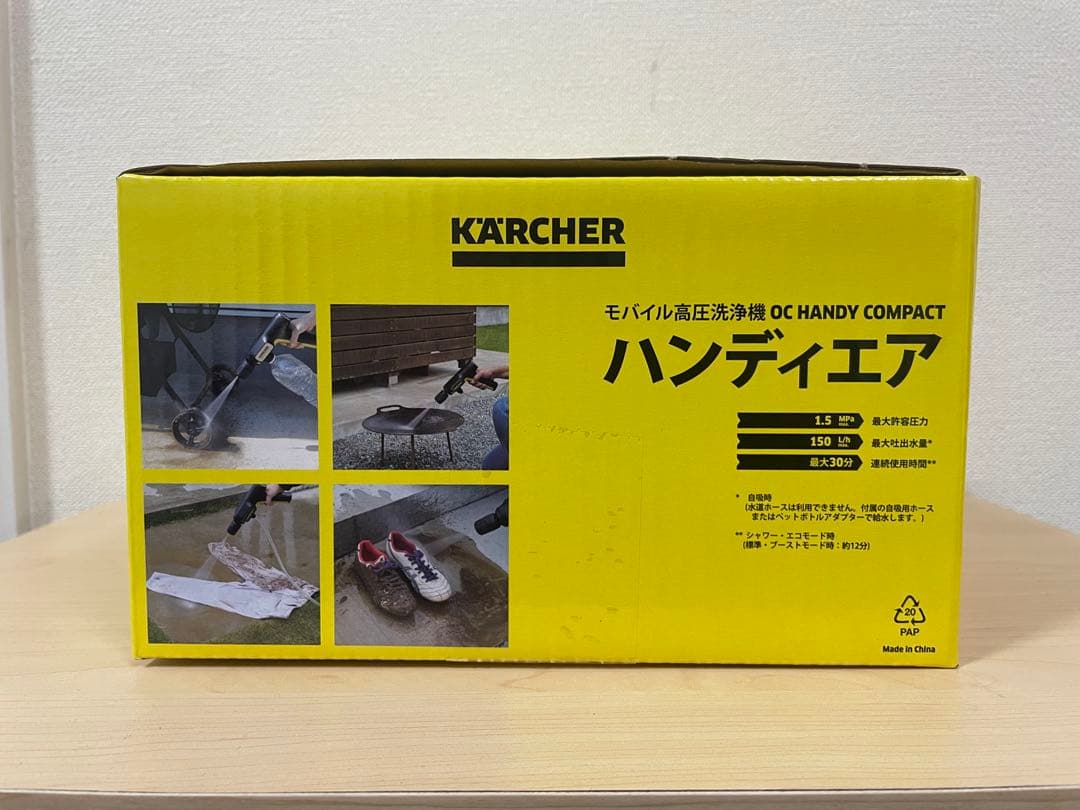 KÄRCHER
モバイル高圧洗浄機 OC HANDY COMPACT
ハンディエア
1.5 MPa max. 最大許容圧力
150 L/h max. 最大吐出水量*
最大30分 連続使用時間**
* 自吸時
(水道ホースは利用できません。付属の自吸用ホース
またはペットボトルアダプターで給水します。)
** シャワー・エコモード時
(標準・ブーストモード時：約12分)
20
PAP
Made in China